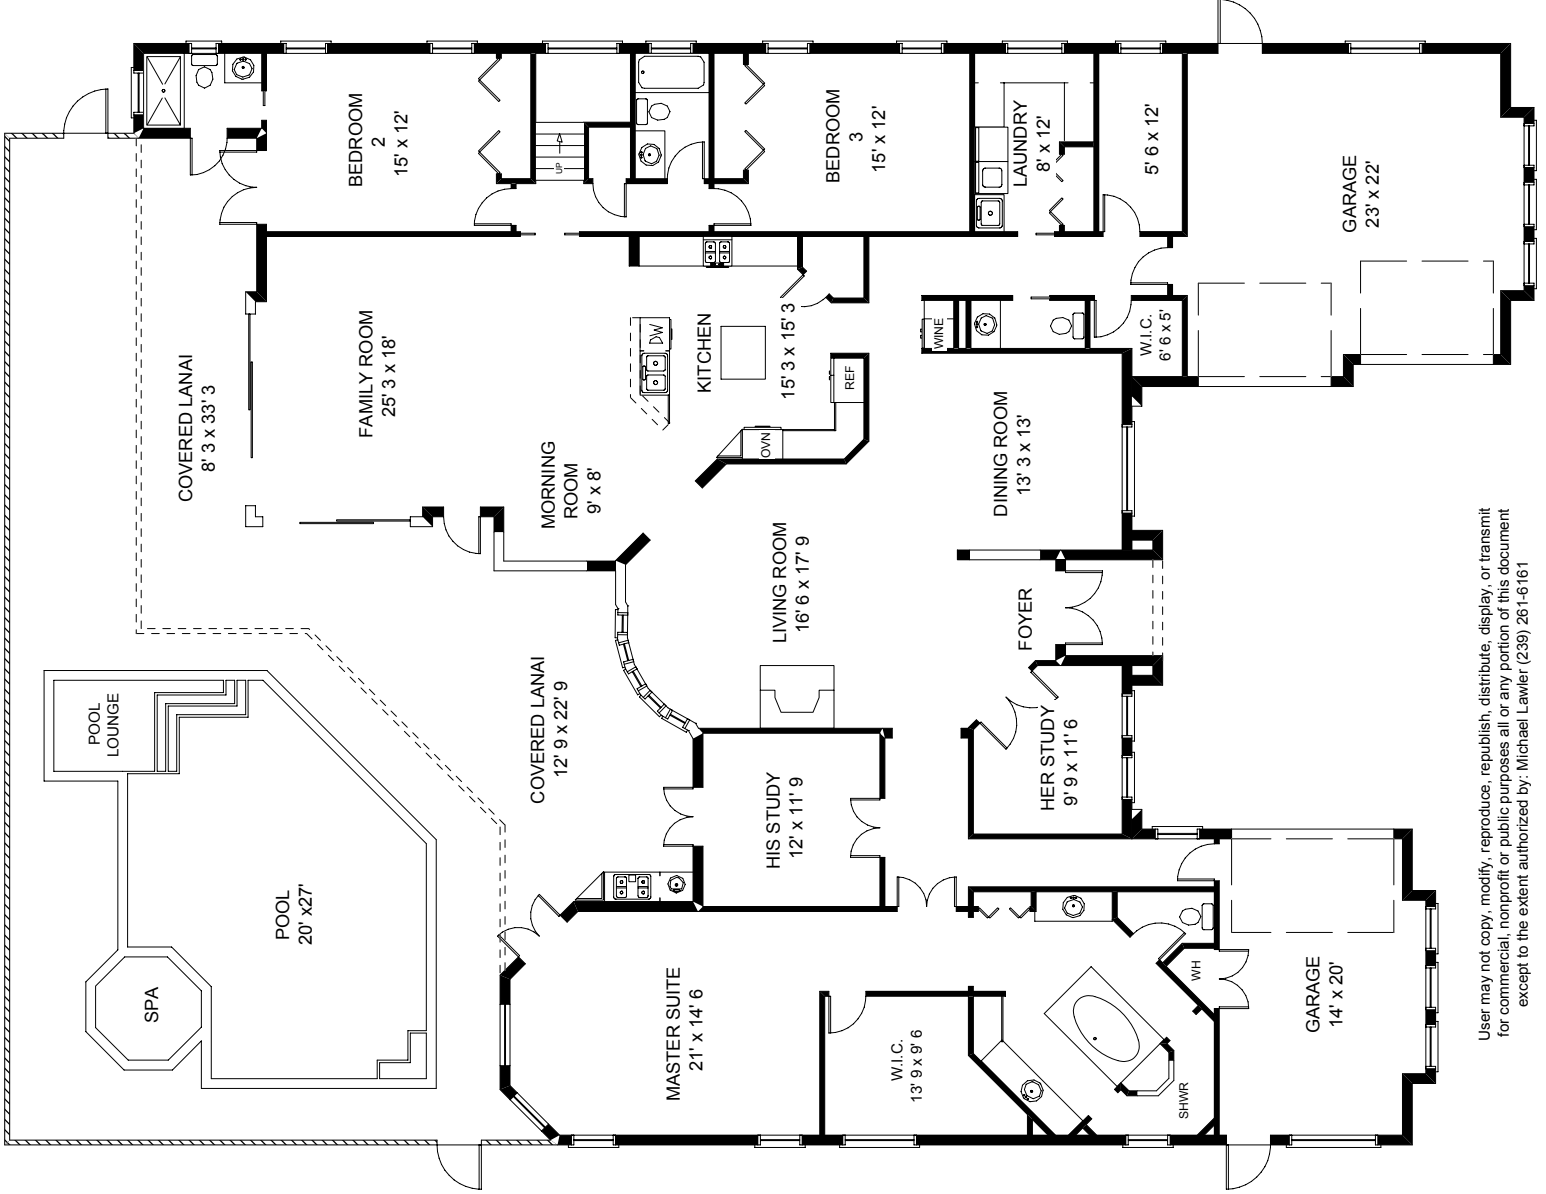 BEDROOM
2
15' x 12'
UP
BEDROOM
3
15' x 12'
LAUNDRY
8' x 12'
5' 6 x 12'
GARAGE
23' x 22'
COVERED LANAI
8' 3 x 33' 3
FAMILY ROOM
25' 3 x 18'
DW
KITCHEN
15' 3 x 15' 3
REF
OVN
WINE
W.I.C.
6' 6 x 5'
MORNING
ROOM
9' x 8'
DINING ROOM
13' 3 x 13'
LIVING ROOM
16' 6 x 17' 9
FOYER
POOL
LOUNGE
COVERED LANAI
12' 9 x 22' 9
HIS STUDY
12' x 11' 9
HER STUDY
9' 9 x 11' 6
POOL
20' x27'
SPA
MASTER SUITE
21' x 14' 6
W.I.C.
13' 9 x 9' 6
SHWR
WH
GARAGE
14' x 20'
User may not copy, modify, reproduce, republish, distribute, display, or transmit
for commercial, nonprofit or public purposes all or any portion of this document
except to the extent authorized by: Michael Lawler (239) 261-6161